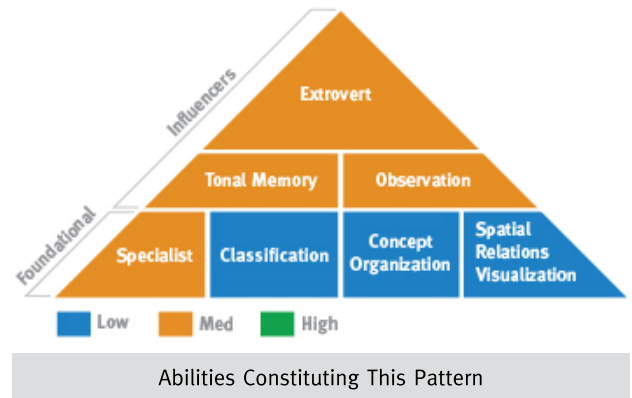 Influencers
Extrovert
Tonal Memory
Observation
Foundational
Specialist
Classification
Concept
Organization
Spatial
Relations
Visualization
Low
Med
High
Abilities Constituting This Pattern